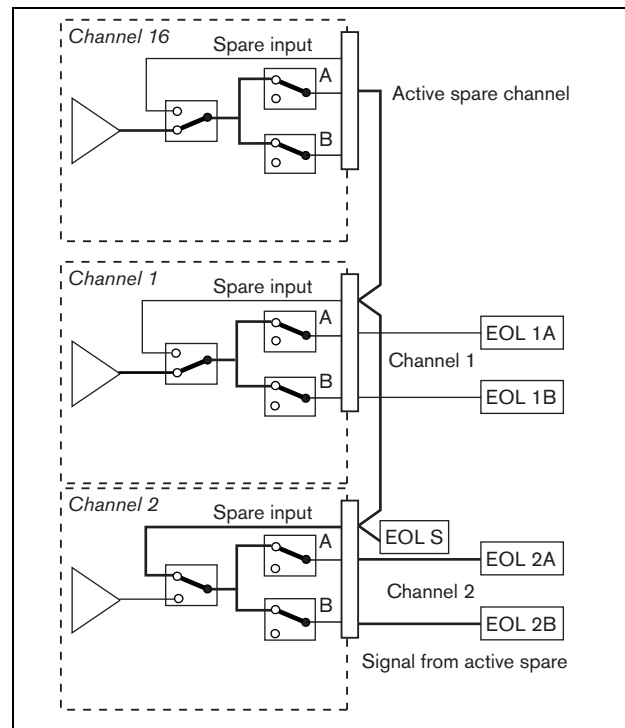 Channel 16
Spare input
A
Active spare channel
B
Channel 1
Spare input
A
EOL 1A
Channel 1
B
EOL 1B
Channel 2
Spare input
EOL S
A
EOL 2A
Channel 2
B
EOL 2B
Signal from active spare